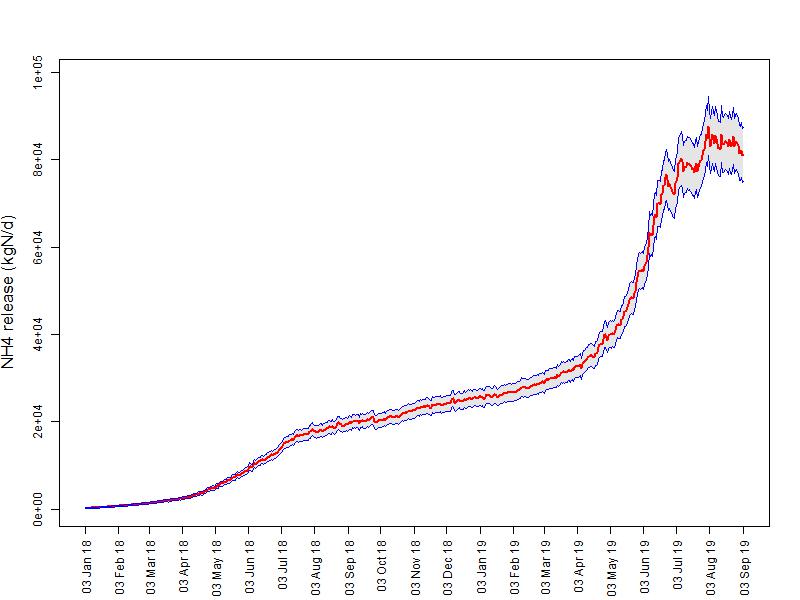 NH4 release (kgN/d)
1e+05
8e+04
6e+04
4e+04
2e+04
0e+00
03 Jan 18
03 Feb 18
03 Mar 18
03 Apr 18
03 May 18
03 Jun 18
03 Jul 18
03 Aug 18
03 Sep 18
03 Oct 18
03 Nov 18
03 Dec 18
03 Jan 19
03 Feb 19
03 Mar 19
03 Apr 19
03 May 19
03 Jun 19
03 Jul 19
03 Aug 19
03 Sep 19